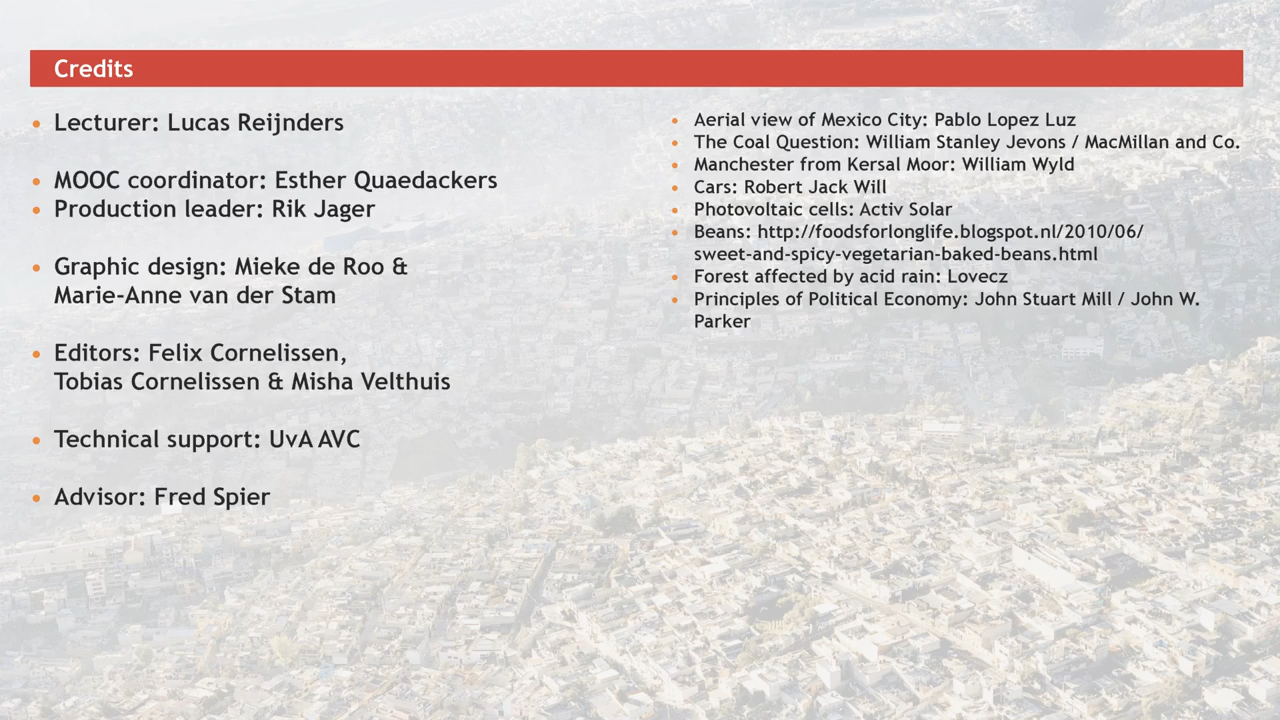 Credits
Lecturer: Lucas Reijnders
MOOC coordinator: Esther Quaedackers
Production leader: Rik Jager
Graphic design: Mieke de Roo &
Marie-Anne van der Stam
Editors: Felix Cornelissen,
Tobias Cornelissen & Misha Velthuis
Technical support: UvA AVC
Advisor: Fred Spier
Aerial view of Mexico City: Pablo Lopez Luz
The Coal Question: William Stanley Jevons / MacMillan and Co.
Manchester from Kersal Moor: William Wyld
Cars: Robert Jack Will
Photovoltaic cells: Activ Solar
Beans: http://foodsforlonglife.blogspot.nl/2010/06/
sweet-and-spicy-vegetarian-baked-beans.html
Forest affected by acid rain: Lovecz
Principles of Political Economy: John Stuart Mill / John W.
Parker